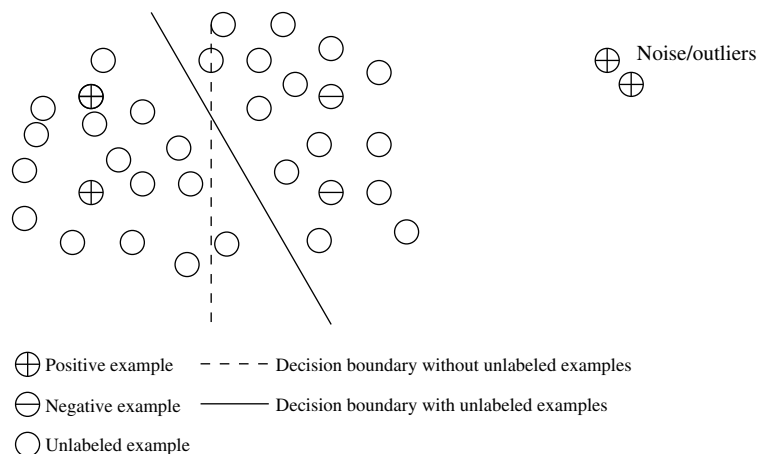 Noise/outliers
Positive example
Decision boundary without unlabeled examples
Negative example
Decision boundary with unlabeled examples
Unlabeled example